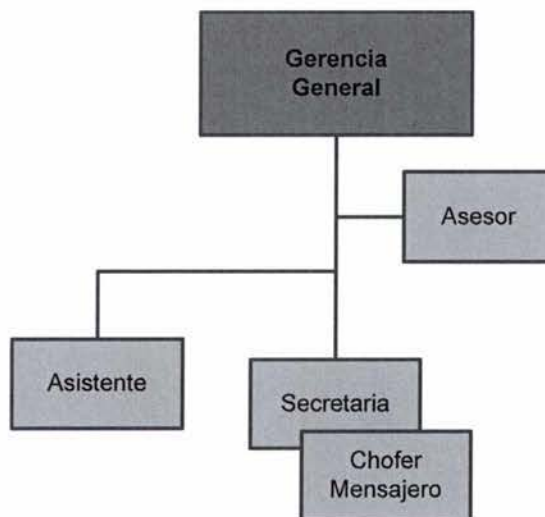 Gerencia
General
Asesor
Asistente
Secretaria
Chofer
Mensajero